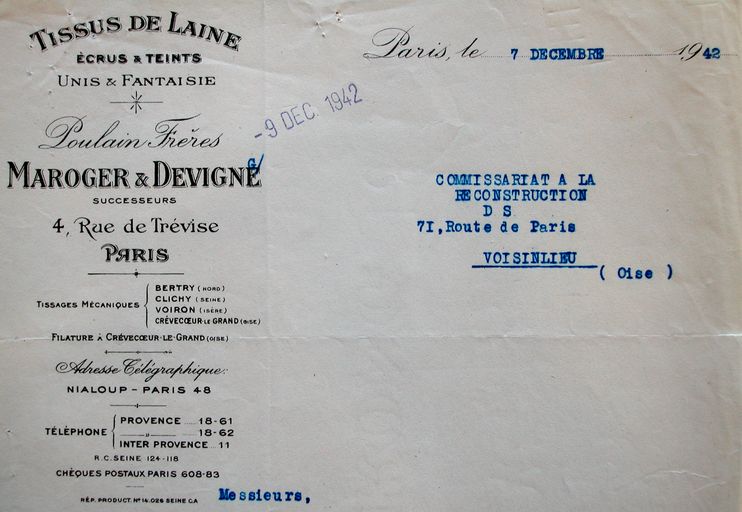 TISSUS DE LAINE
ÉCRUS & TEINTS
UNIS & FANTAISIE
Poulain Frères
MAROGER & DEVIGNE
G/
SUCCESSEURS
4, Rue de Trévise
PARIS
TISSAGES MÉCANIQUES
BERTRY (NORD)
CLICHY (SEINE)
VOIRON (ISÈRE)
CRÈVECŒUR-LE GRAND (OISE)
FILATURE À CRÈVECŒUR-LE-GRAND (OISE)
Adresse Télégraphique:
NIALOUP - PARIS 48
TÉLÉPHONE
PROVENCE 18-61
„ 18-62
INTER PROVENCE 11
R.C. SEINE 124-118
CHÈQUES POSTAUX PARIS 608-83
RÉP. PRODUCT. N° 14.026 SEINE CA
Paris, le 7 DECEMBRE 1942
-9 DEC. 1942
COMMISSARIAT A LA
RECONSTRUCTION
D S
7I, Route de Paris
VOISINLIEU
( Oise )
Messieurs,